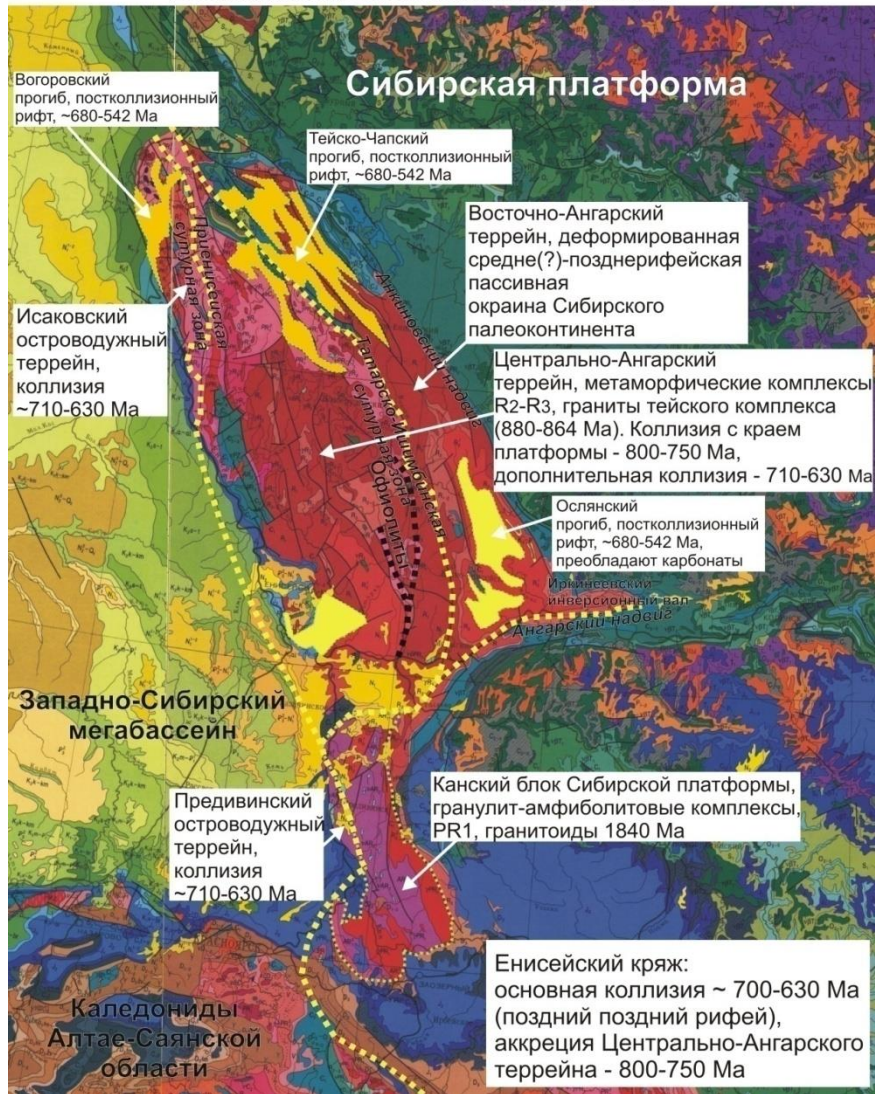 Сибирская платформа
Вогоровский
прогиб, постколлизионный
рифт, ~680-542 Ма
Тейско-Чапский
прогиб, постколлизионный
рифт, ~680-542 Ма
Восточно-Ангарский
террейн, деформированная
средне(?)-позднерифейская
пассивная
окраина Сибирского
палеоконтинента
Приенисейская
сутурная зона
Анкиновский надвиг
Исаковский
островодужный
террейн,
коллизия
~710-630 Ма
Центрально-Ангарский
террейн, метаморфические комплексы
R2-R3, граниты тейского комплекса
(880-864 Ма). Коллизия с краем
платформы - 800-750 Ма,
дополнительная коллизия - 710-630 Ма
Татарско-Ишимбинская
сутурная зона
Офиолиты
Ослянский
прогиб, постколлизионный
рифт, ~680-542 Ма,
преобладают карбонаты
Иркинеевский
инверсионный вал
Ангарский надвиг
Западно-Сибирский
мегабассейн
Предивинский
островодужный
террейн,
коллизия
~710-630 Ма
Канский блок Сибирской платформы,
гранулит-амфиболитовые комплексы,
PR1, гранитоиды 1840 Ма
Каледониды
Алтае-Саянской
области
Енисейский кряж:
основная коллизия ~ 700-630 Ма
(поздний поздний рифей),
аккреция Центрально-Ангарского
террейна - 800-750 Ма